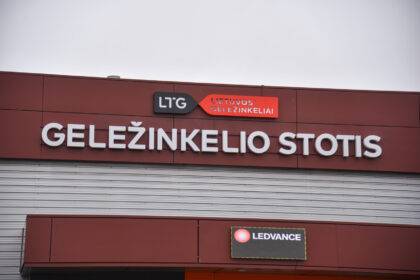 LTG LIETUVOS
GELEŽINKELIAI
GELEŽINKELIO STOTIS
LEDVANCE